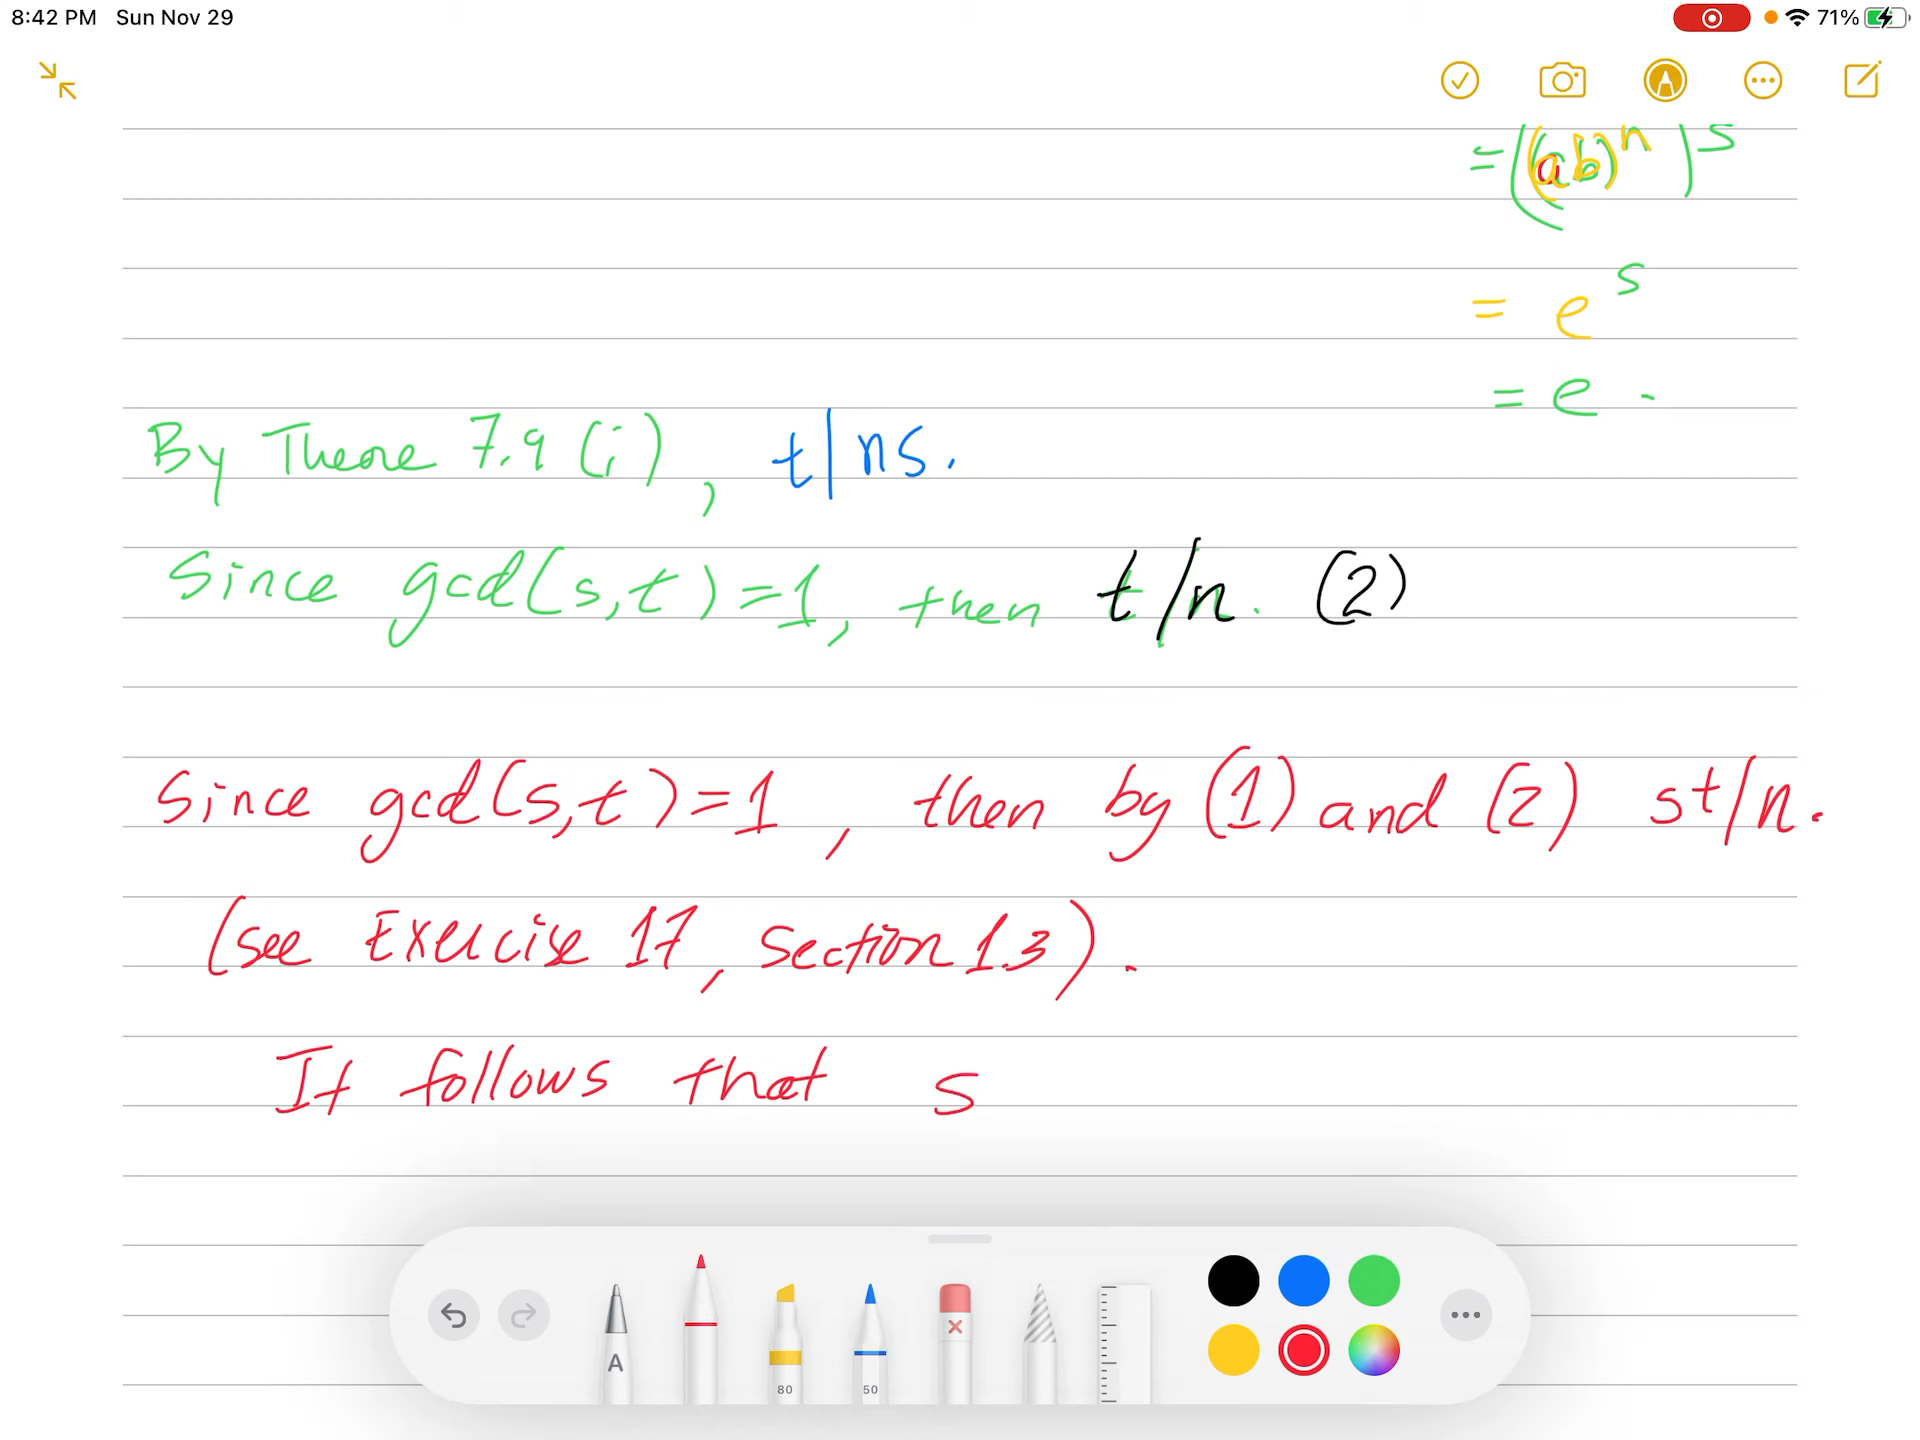 8:42 PM Sun Nov 29 71%
=((ab)ⁿ)ˢ
= eˢ
= e .
By Theore 7.9 (i), t|ns.
Since gcd(s,t)=1, then t/n. (2)
Since gcd(s,t)=1, then by (1) and (2) st/n.
(see Exercise 17, section 1.3).
It follows that s
A 80 50